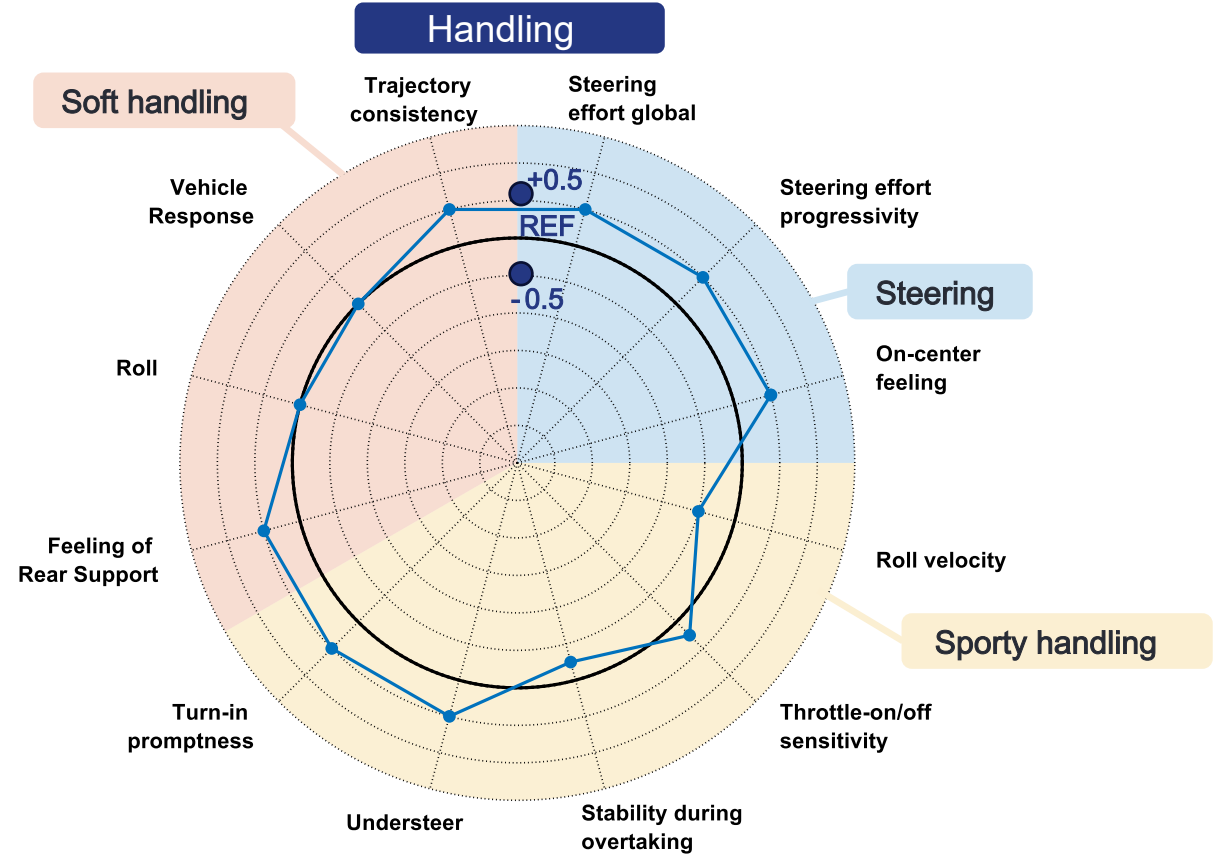 Handling
Soft handling
Trajectory
consistency
Steering
effort global
Vehicle
Response
+0.5
REF
-0.5
Steering effort
progressivity
Steering
On-center
feeling
Roll
Feeling of
Rear Support
Roll velocity
Sporty handling
Turn-in
promptness
Throttle-on/off
sensitivity
Understeer
Stability during
overtaking